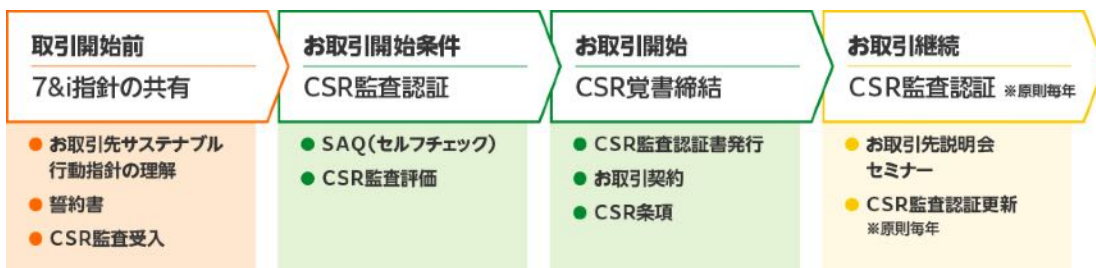 取引開始前
7&i指針の共有
お取引先サステナブル
行動指針の理解
誓約書
CSR監査受入
お取引開始条件
CSR監査認証
SAQ(セルフチェック)
CSR監査評価
お取引開始
CSR覚書締結
CSR監査認証書発行
お取引契約
CSR条項
お取引継続
CSR監査認証 ※原則毎年
お取引先説明会
セミナー
CSR監査認証更新
※原則毎年